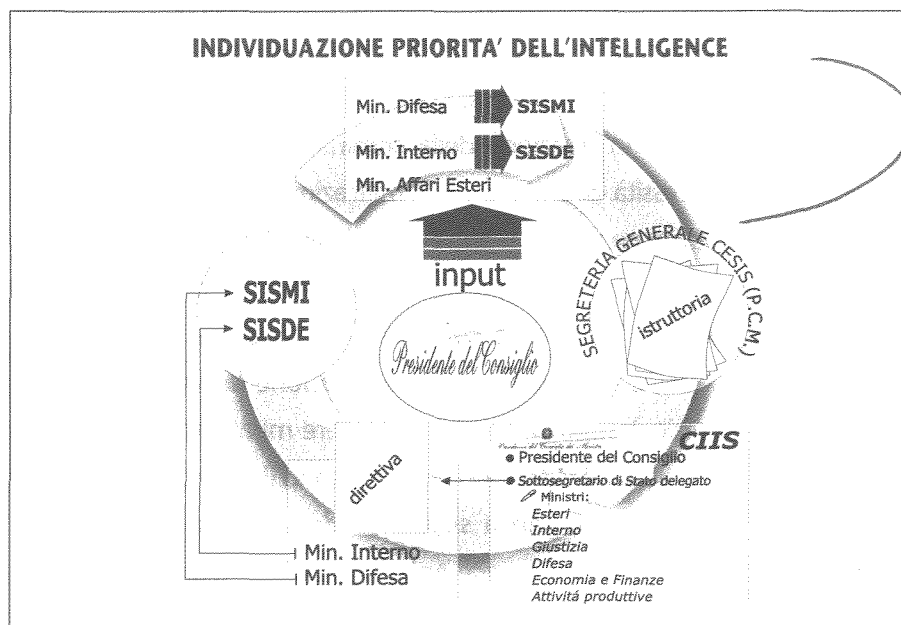 INDIVIDUAZIONE PRIORITA' DELL'INTELLIGENCE
Min. Difesa SISMI
Min. Interno SISDE
Min. Affari Esteri
input
SISMI
SISDE
Presidente del Consiglio
SEGRETERIA GENERALE CESIS (P.C.M.)
istruttoria
CIIS
• Presidente del Consiglio
• Sottosegretario di Stato delegato
Ministri:
Esteri
Interno
Giustizia
Difesa
Economia e Finanze
Attivitá produttive
direttiva
Min. Interno
Min. Difesa